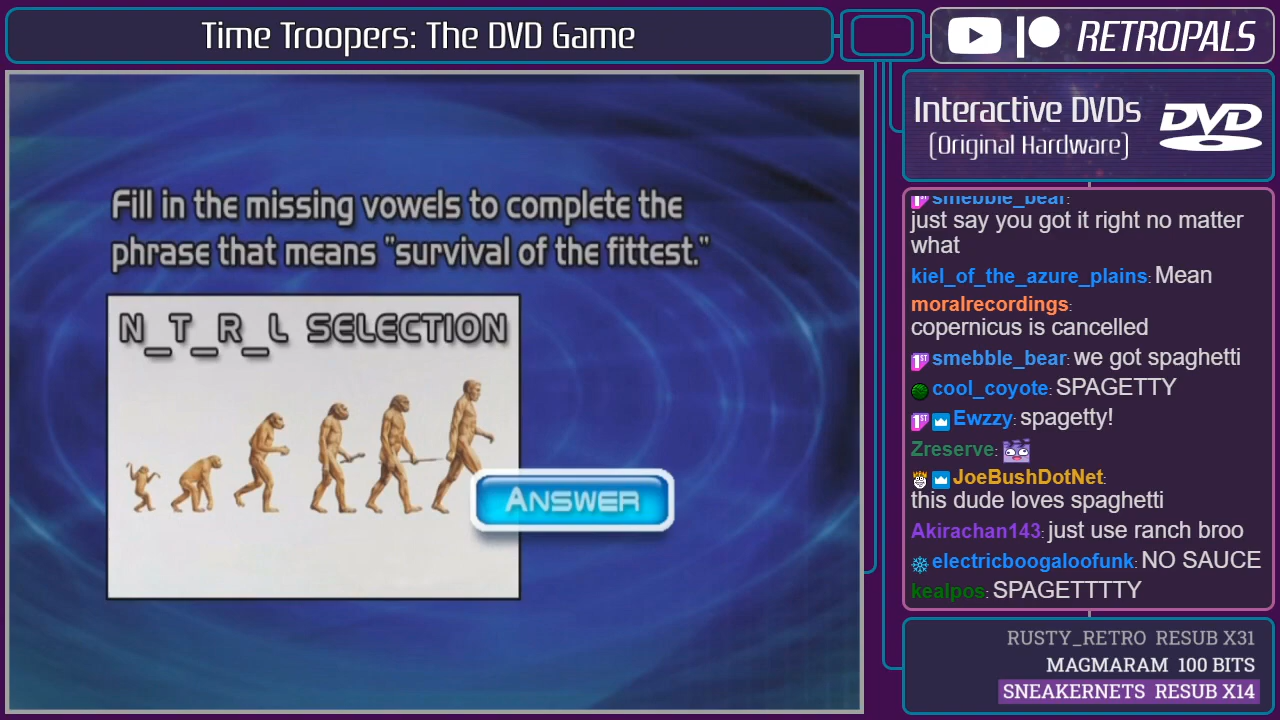 Time Troopers: The DVD Game
RETROPALS
Interactive DVDs
(Original Hardware)
DVD
Fill in the missing vowels to complete the
phrase that means "survival of the fittest."
N_T_R_L SELECTION
ANSWER
1ST smebble_bear:
just say you got it right no matter
what
kiel_of_the_azure_plains: Mean
moralrecordings:
copernicus is cancelled
1ST smebble_bear: we got spaghetti
cool_coyote: SPAGETTY
1ST Ewzzy: spagetty!
Zreserve:
JoeBushDotNet:
this dude loves spaghetti
Akirachan143: just use ranch broo
electricboogaloofunk: NO SAUCE
kealpos: SPAGETTTTY
RUSTY_RETRO RESUB X31
MAGMARAM 100 BITS
SNEAKERNETS RESUB X14